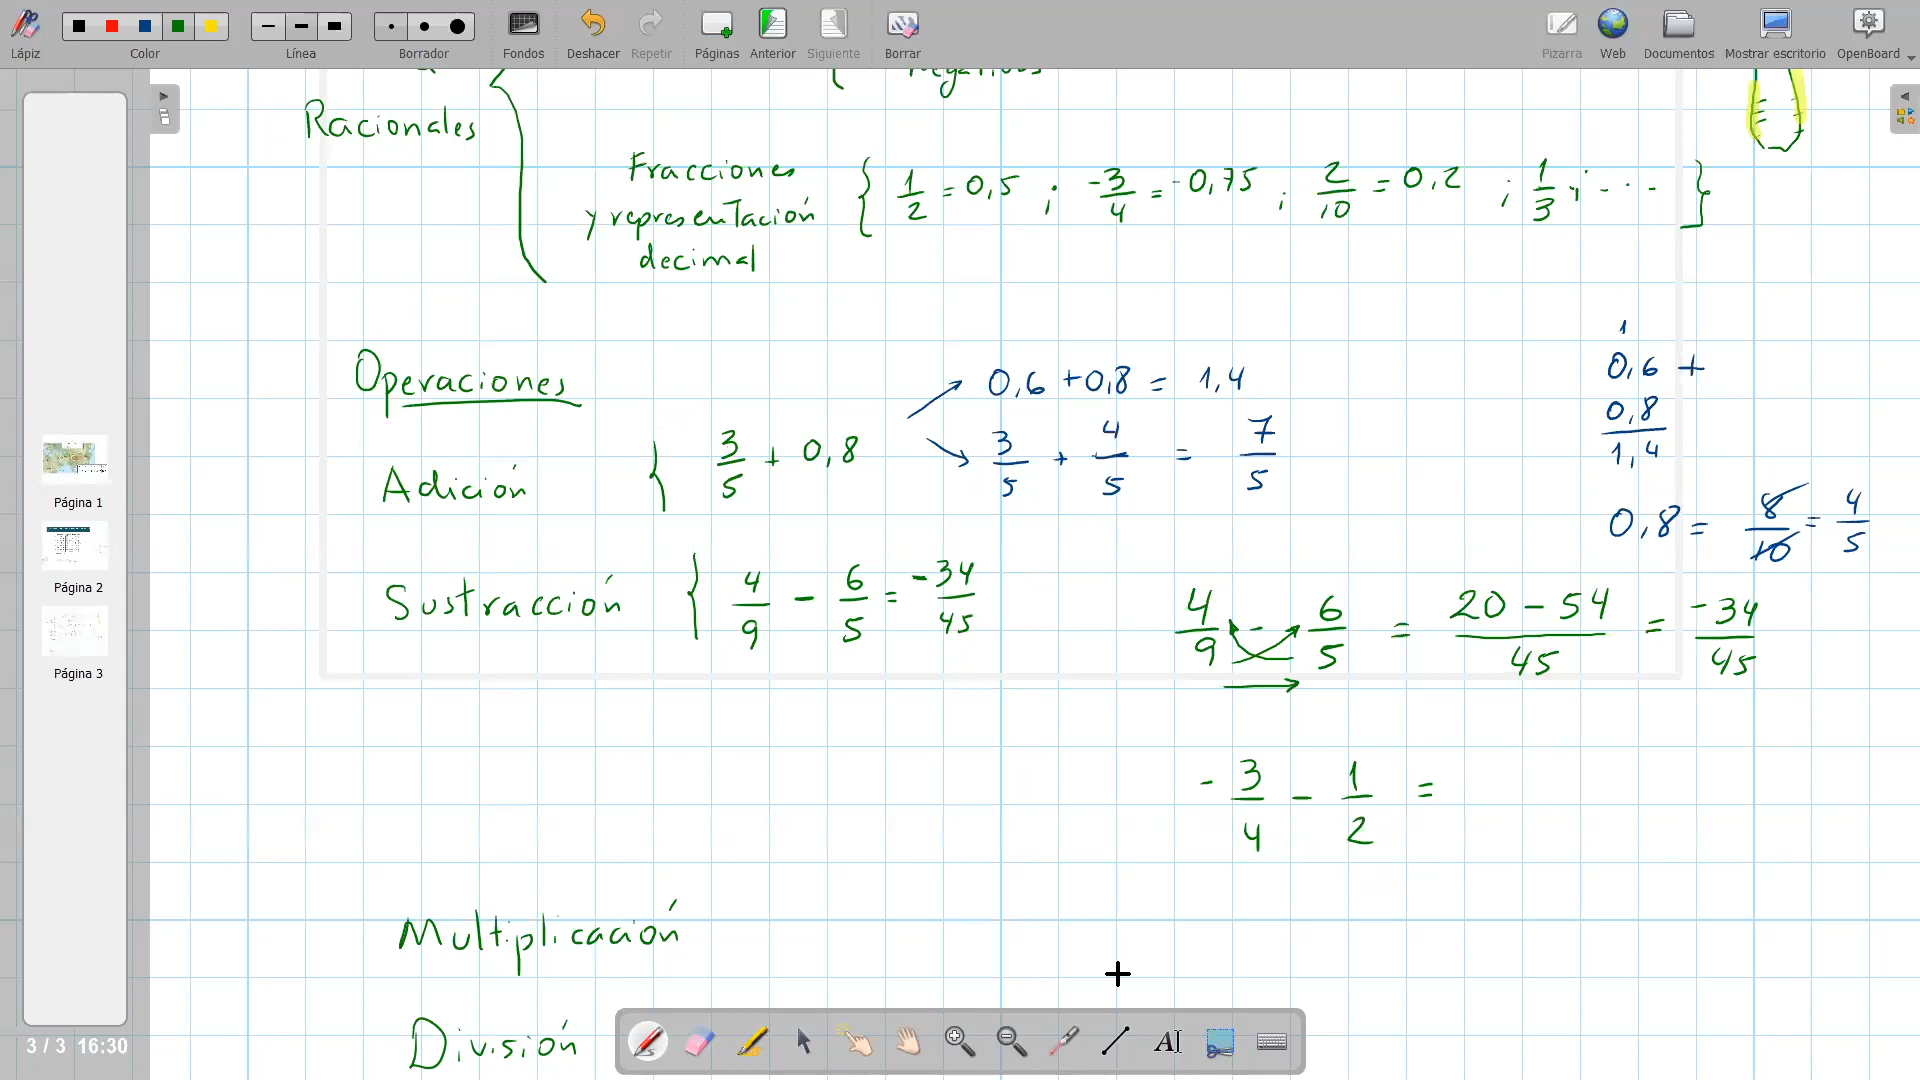 Lápiz
Color
Línea
Borrador
Fondos
Deshacer
Repetir
Páginas
Anterior
Siguiente
Borrar
Pizarra
Web
Documentos
Mostrar escritorio
OpenBoard
Negativos
Racionales
Fracciones
y representación
decimal
{ 1/2 = 0,5 ; -3/4 = -0,75 ; 2/10 = 0,2 ; 1/3 ; ... }
Operaciones
0,6 + 0,8 = 1,4
1
0,6 +
0,8
1,4
Adición { 3/5 + 0,8
3/5 + 4/5 = 7/5
0,8 = 8/10 = 4/5
Sustracción { 4/9 - 6/5 = -34/45
4/9 - 6/5 = 20 - 54/45 = -34/45
- 3/4 - 1/2 =
Multiplicación
División
Página 1
Página 2
Página 3
3 / 3 16:30
AI